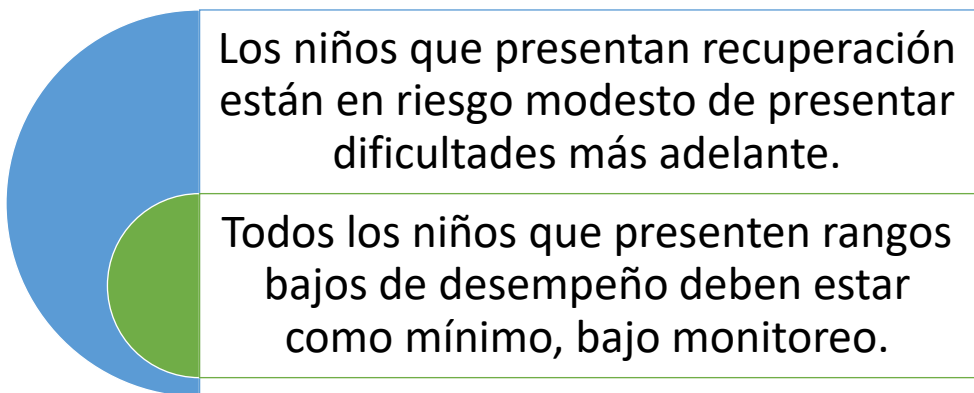 Los niños que presentan recuperación
están en riesgo modesto de presentar
dificultades más adelante.
Todos los niños que presenten rangos
bajos de desempeño deben estar
como mínimo, bajo monitoreo.